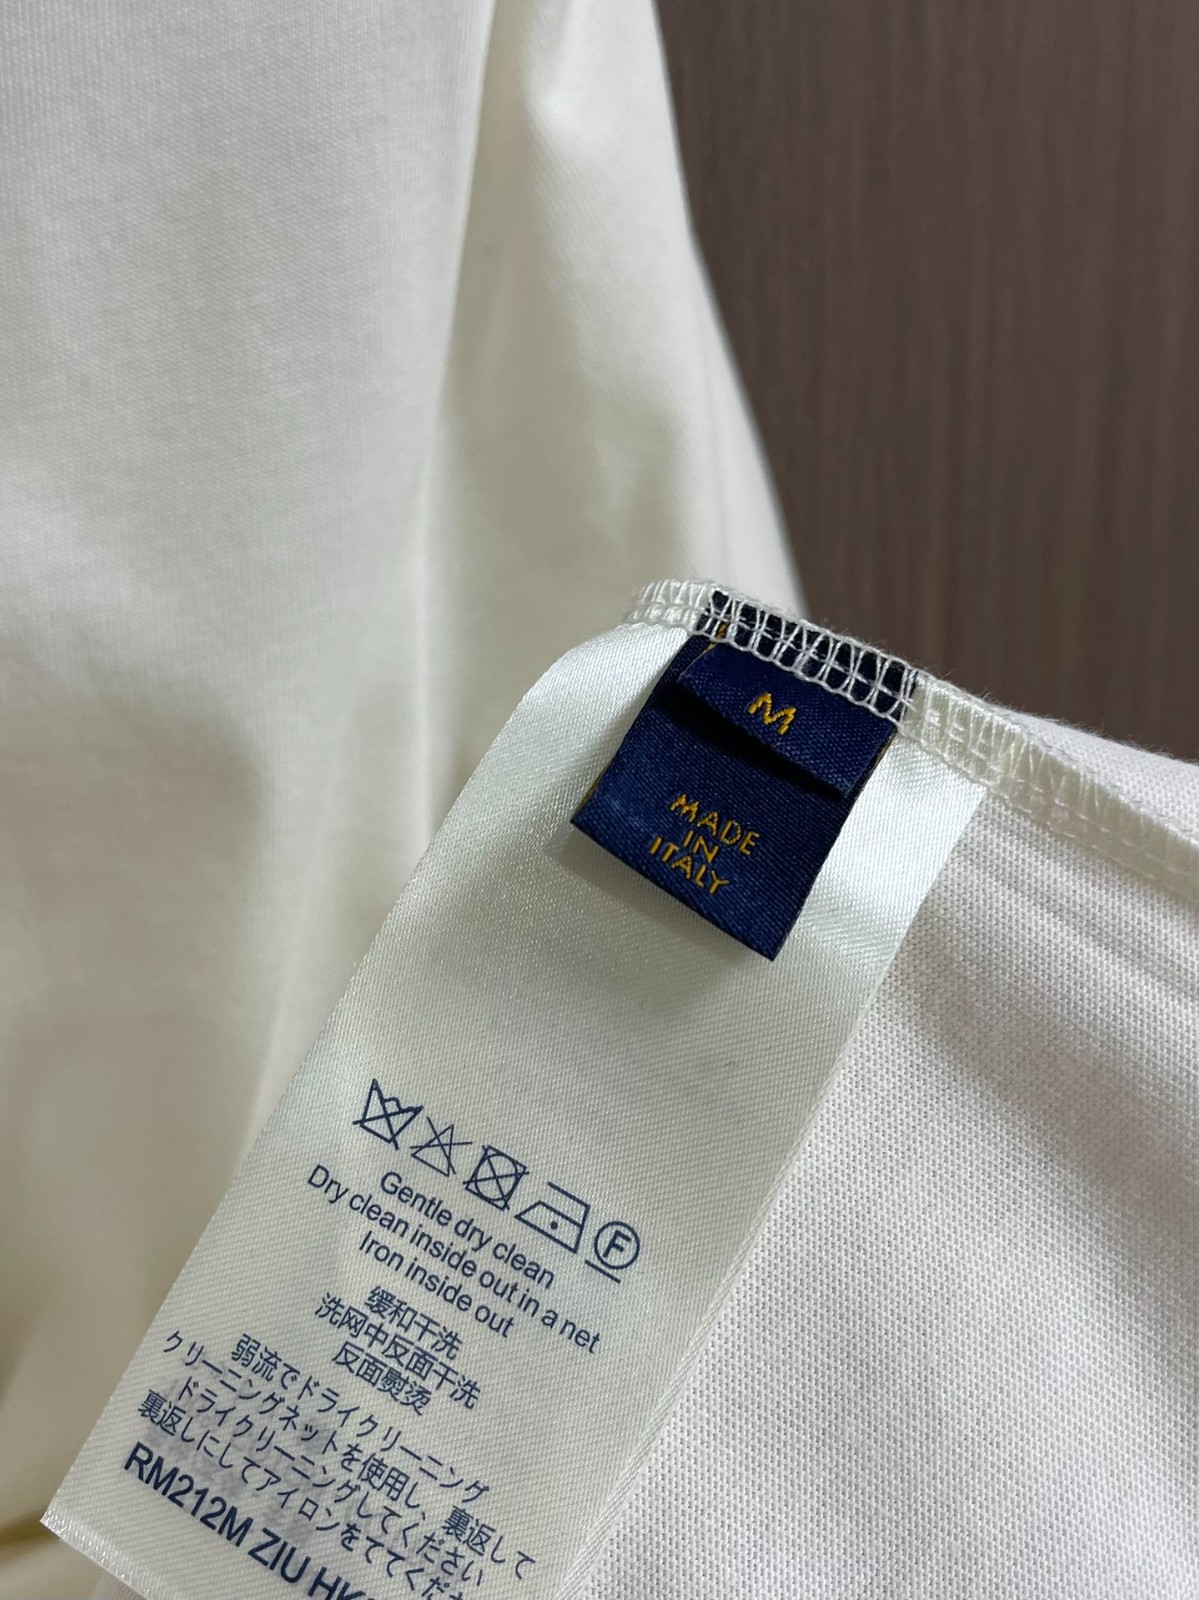 M
MADE
IN
ITALY
F
Gentle dry clean
Dry clean inside out in a net
Iron inside out
缓和干洗
洗网中反面干洗
反面熨烫
弱流でドライクリーニング
クリーニングネットを使用し、裏返して
ドライクリーニングしてください
裏返しにしてアイロンをててくださ
RM212M ZIU